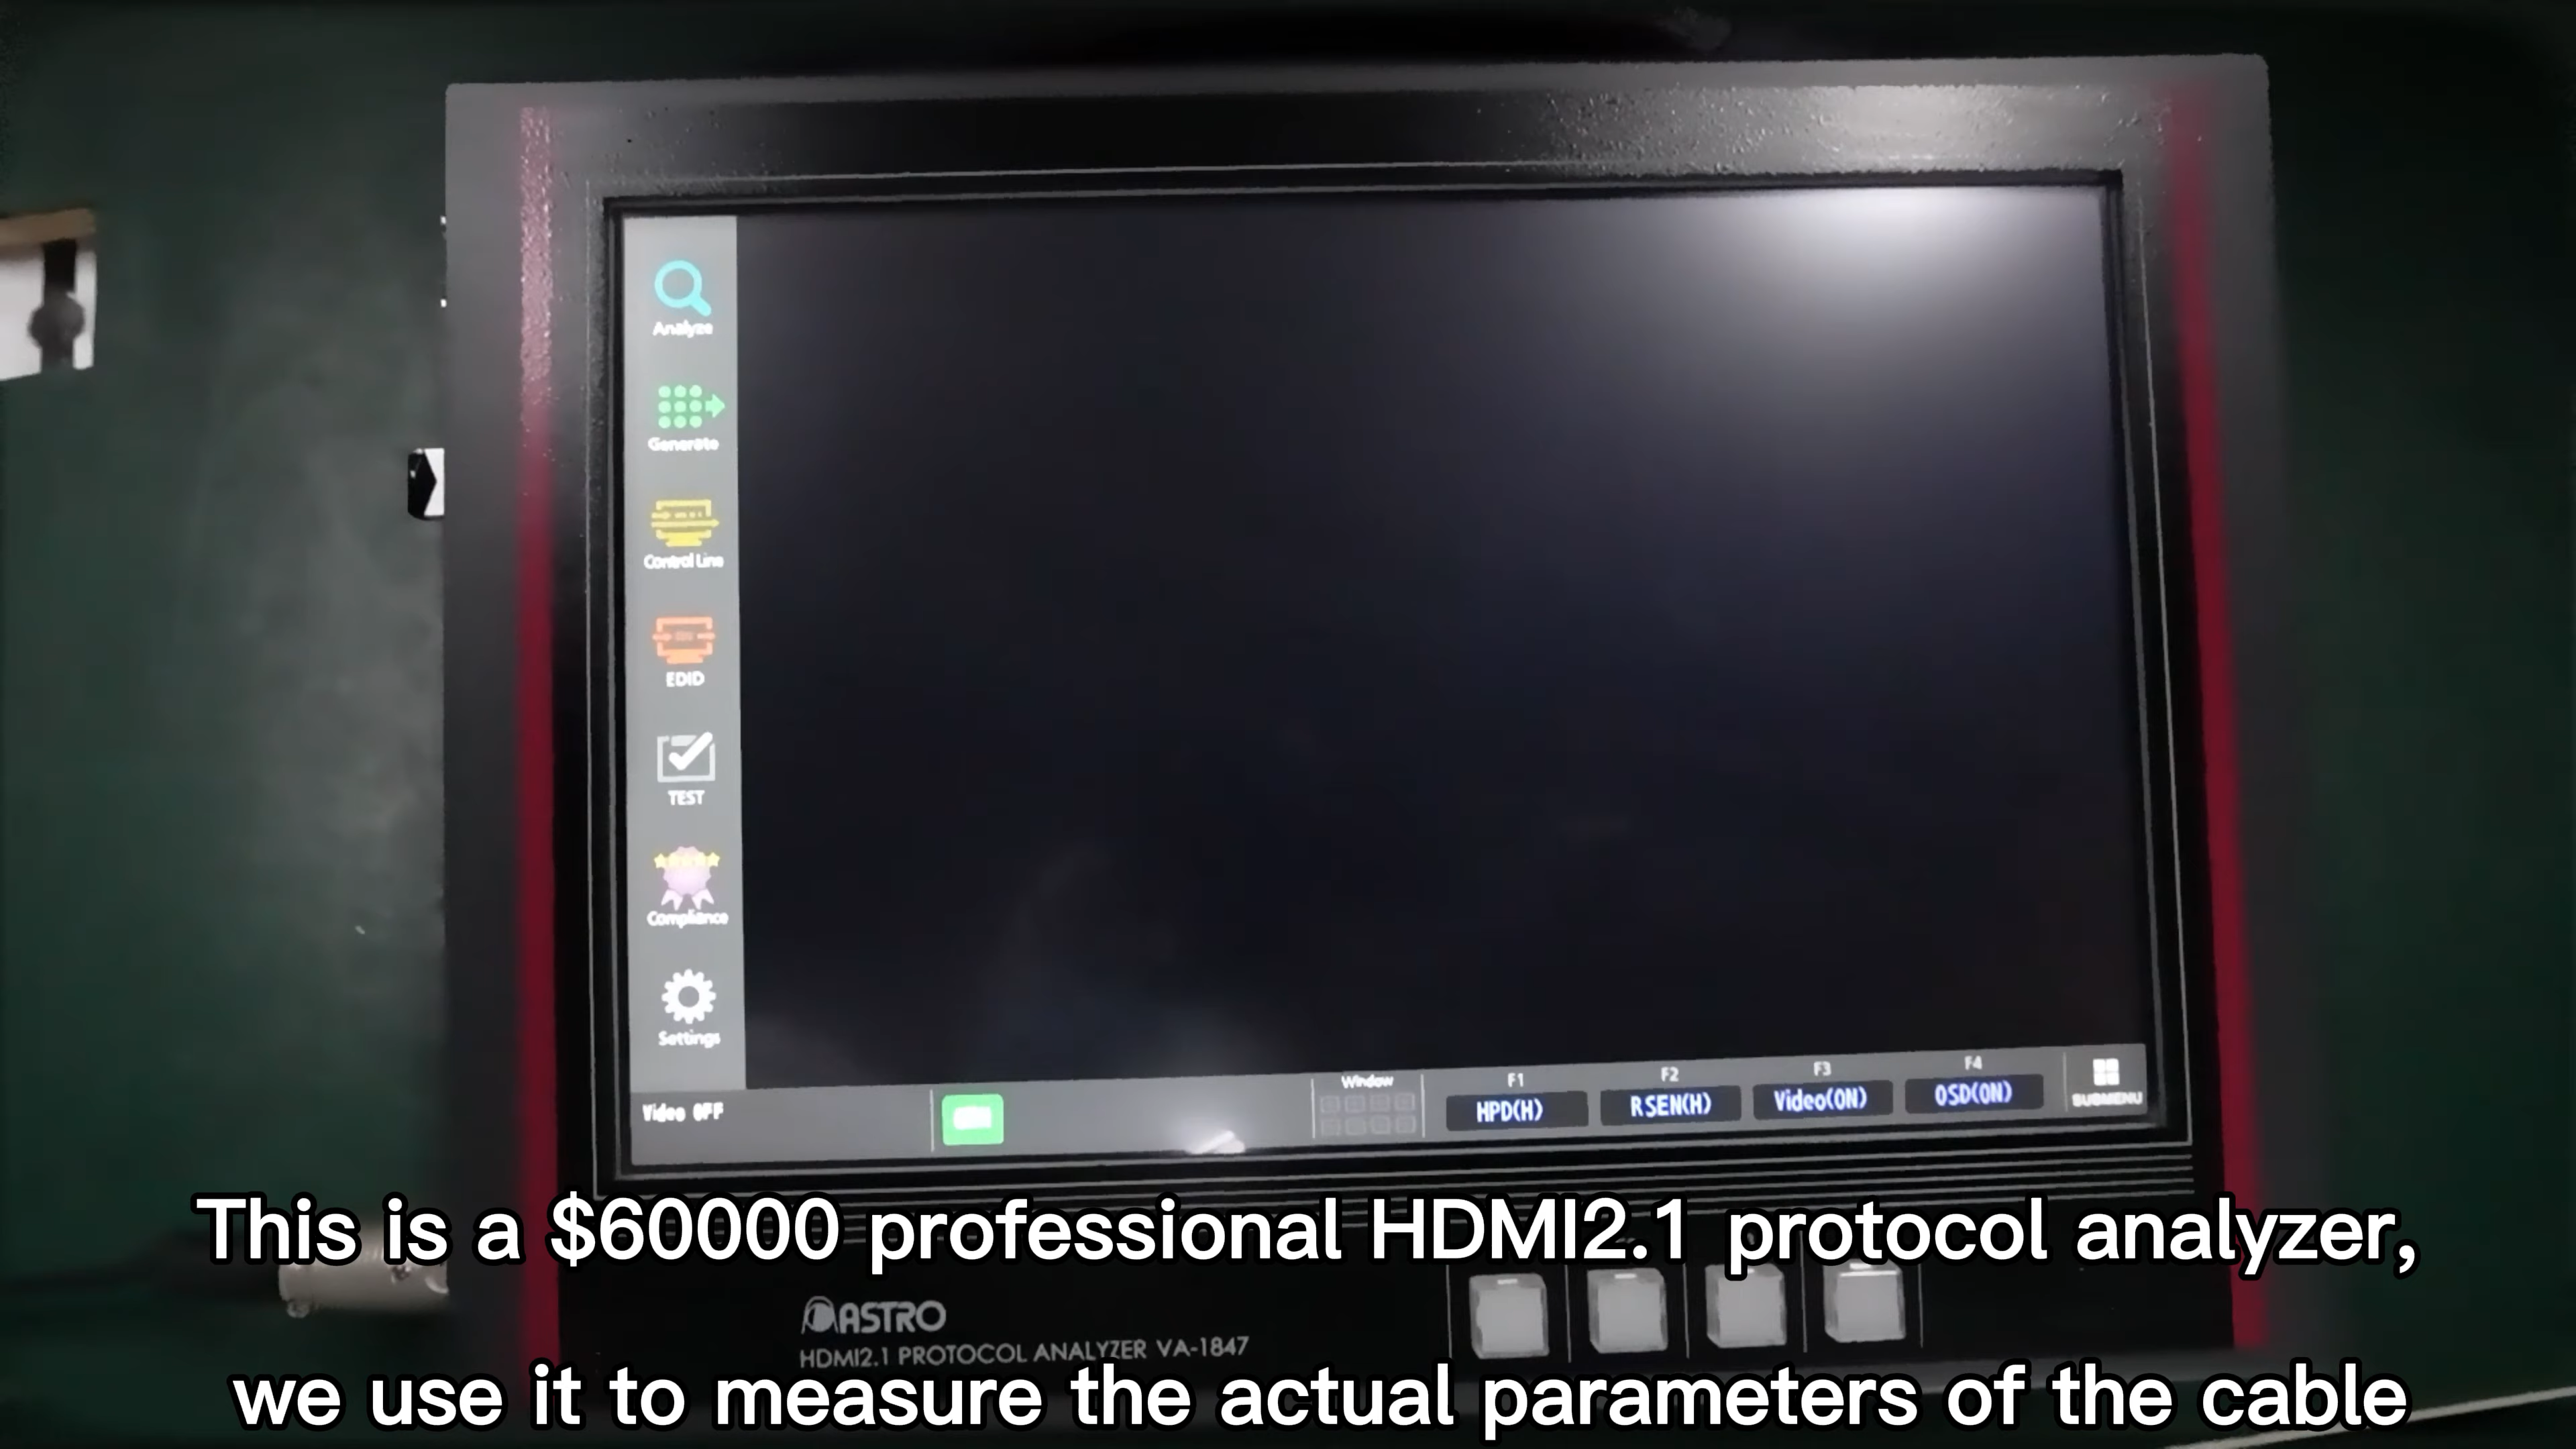 Analyze
Generate
Control Line
EDID
TEST
Compliance
Settings
Video OFF
Window
F1
F2
F3
F4
HPD(H)
RSEN(H)
Video(ON)
OSD(ON)
SUBMENU
This is a $60000 professional HDMI2.1 protocol analyzer,
ASTRO
HDMI2.1 PROTOCOL ANALYZER VA-1847
we use it to measure the actual parameters of the cable